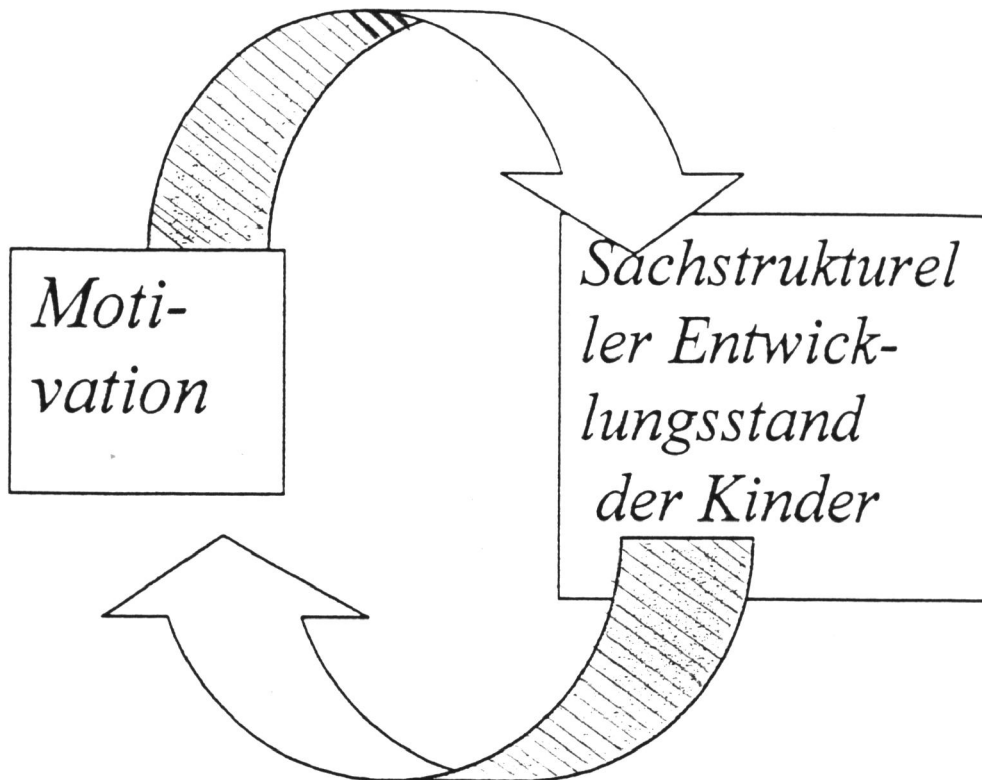 Moti-
vation
Sachstrukturel
ler Entwick-
lungsstand
der Kinder